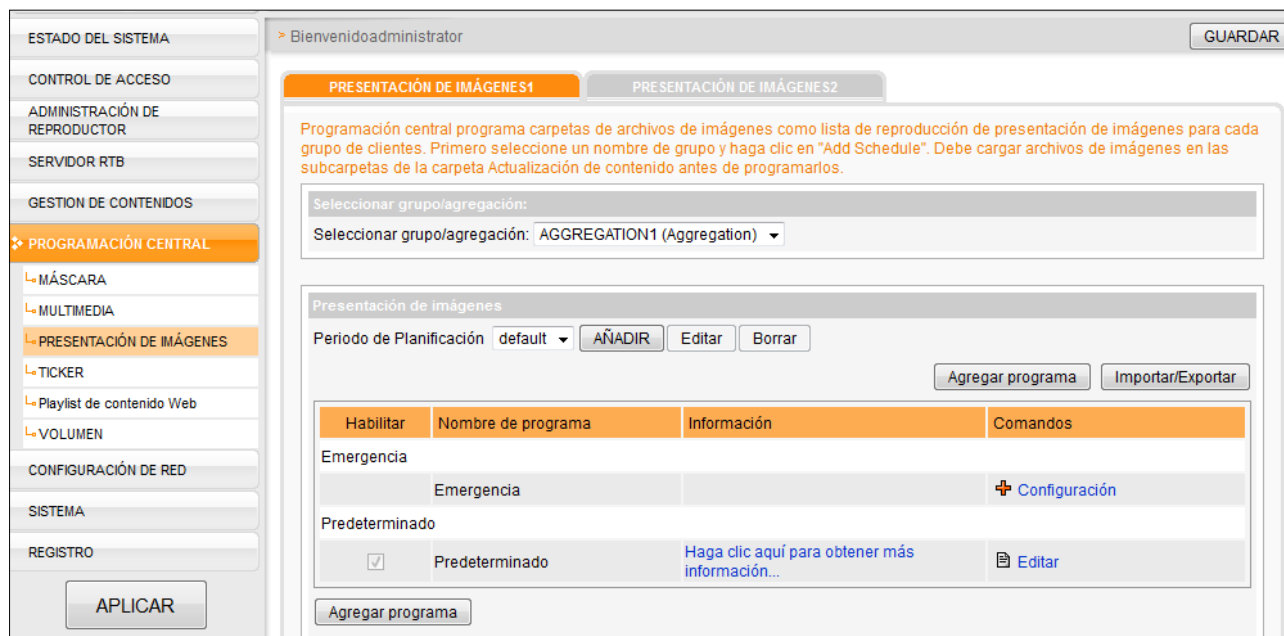 ESTADO DEL SISTEMA
CONTROL DE ACCESO
ADMINISTRACIÓN DE
REPRODUCTOR
SERVIDOR RTB
GESTION DE CONTENIDOS
PROGRAMACIÓN CENTRAL
MÁSCARA
MULTIMEDIA
PRESENTACIÓN DE IMÁGENES
TICKER
Playlist de contenido Web
VOLUMEN
CONFIGURACIÓN DE RED
SISTEMA
REGISTRO
APLICAR
> Bienvenidoadministrator
GUARDAR
PRESENTACIÓN DE IMÁGENES1
PRESENTACIÓN DE IMÁGENES2
Programación central programa carpetas de archivos de imágenes como lista de reproducción de presentación de imágenes para cada
grupo de clientes. Primero seleccione un nombre de grupo y haga clic en "Add Schedule". Debe cargar archivos de imágenes en las
subcarpetas de la carpeta Actualización de contenido antes de programarlos.
Seleccionar grupo/agregación:
Seleccionar grupo/agregación: AGGREGATION1 (Aggregation)
Presentación de imágenes
Periodo de Planificación default AÑADIR Editar Borrar
Agregar programa Importar/Exportar
Habilitar Nombre de programa Información Comandos
Emergencia
Emergencia Configuración
Predeterminado
Predeterminado Haga clic aquí para obtener más
información... Editar
Agregar programa